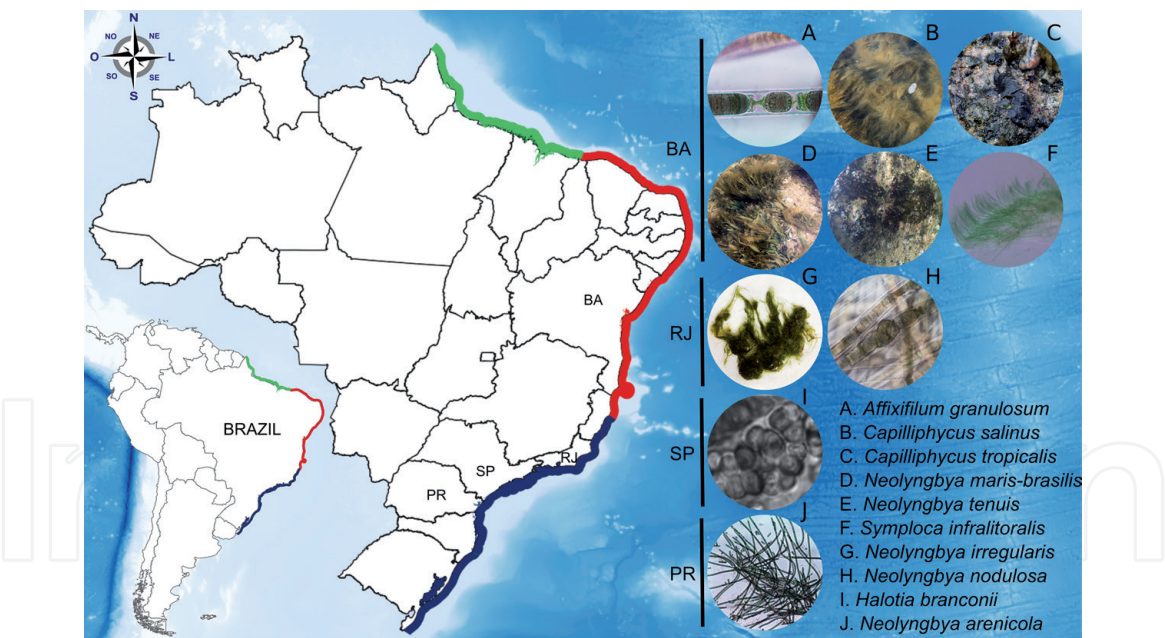 N
NO
NE
O
L
SO
SE
S
BA
RJ
SP
PR
BRAZIL
BA
RJ
SP
PR
A
B
C
D
E
F
G
H
I
J
A. Affixifilum granulosum
B. Capilliphycus salinus
C. Capilliphycus tropicalis
D. Neolyngbya maris-brasilis
E. Neolyngbya tenuis
F. Symploca infralitoralis
G. Neolyngbya irregularis
H. Neolyngbya nodulosa
I. Halotia branconii
J. Neolyngbya arenicola